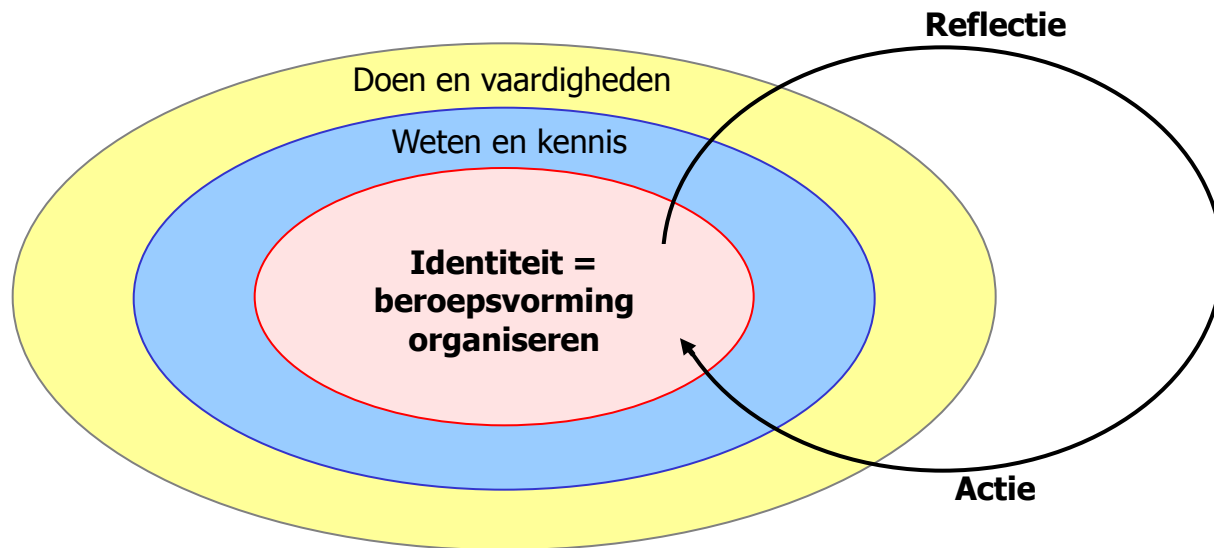 Reflectie
Doen en vaardigheden
Weten en kennis
Identiteit =
beroepsvorming
organiseren
Actie